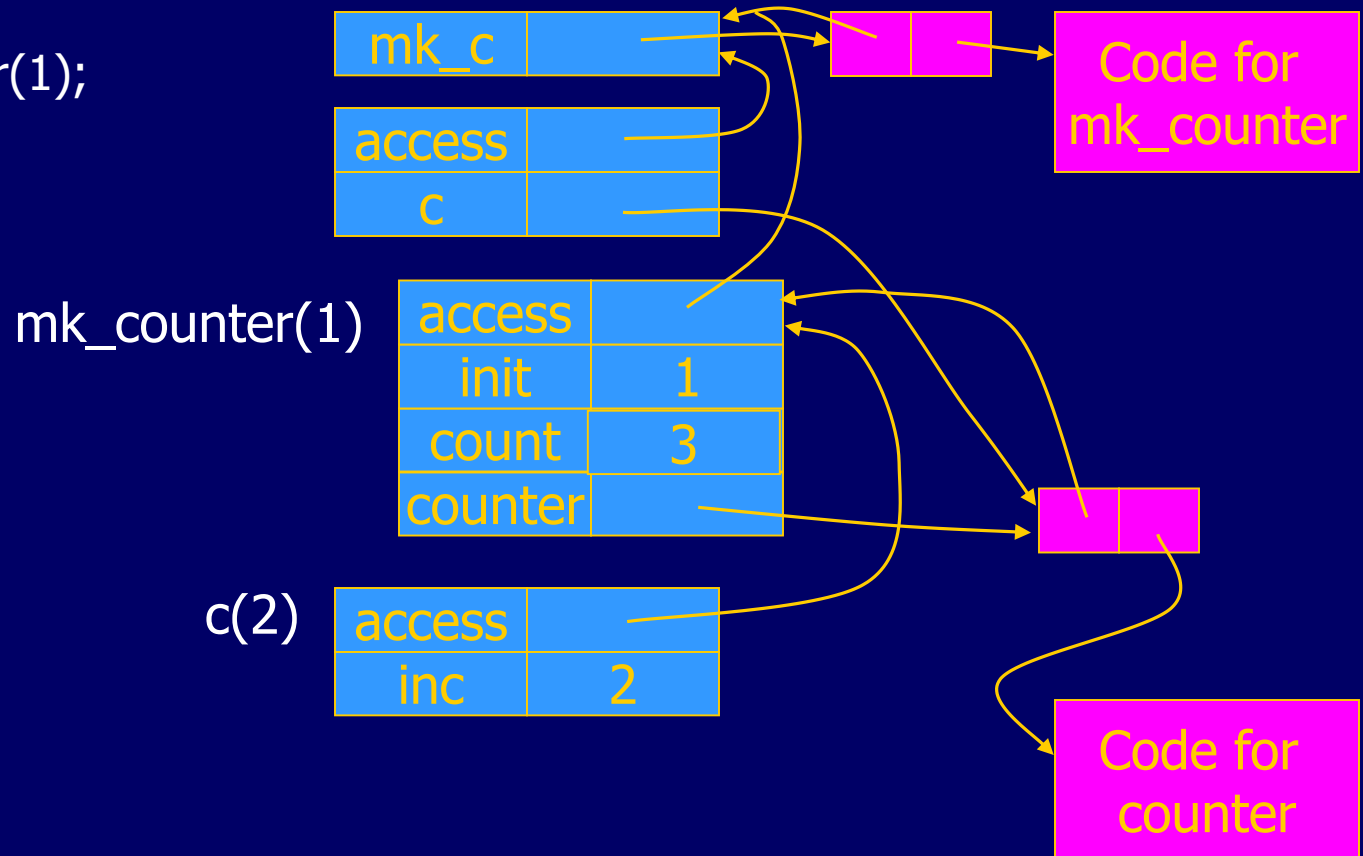 mk_c
r(1);
Code for
mk_counter
access
c
mk_counter(1)
access
init 1
count 3
counter
c(2)
access
inc 2
Code for
counter